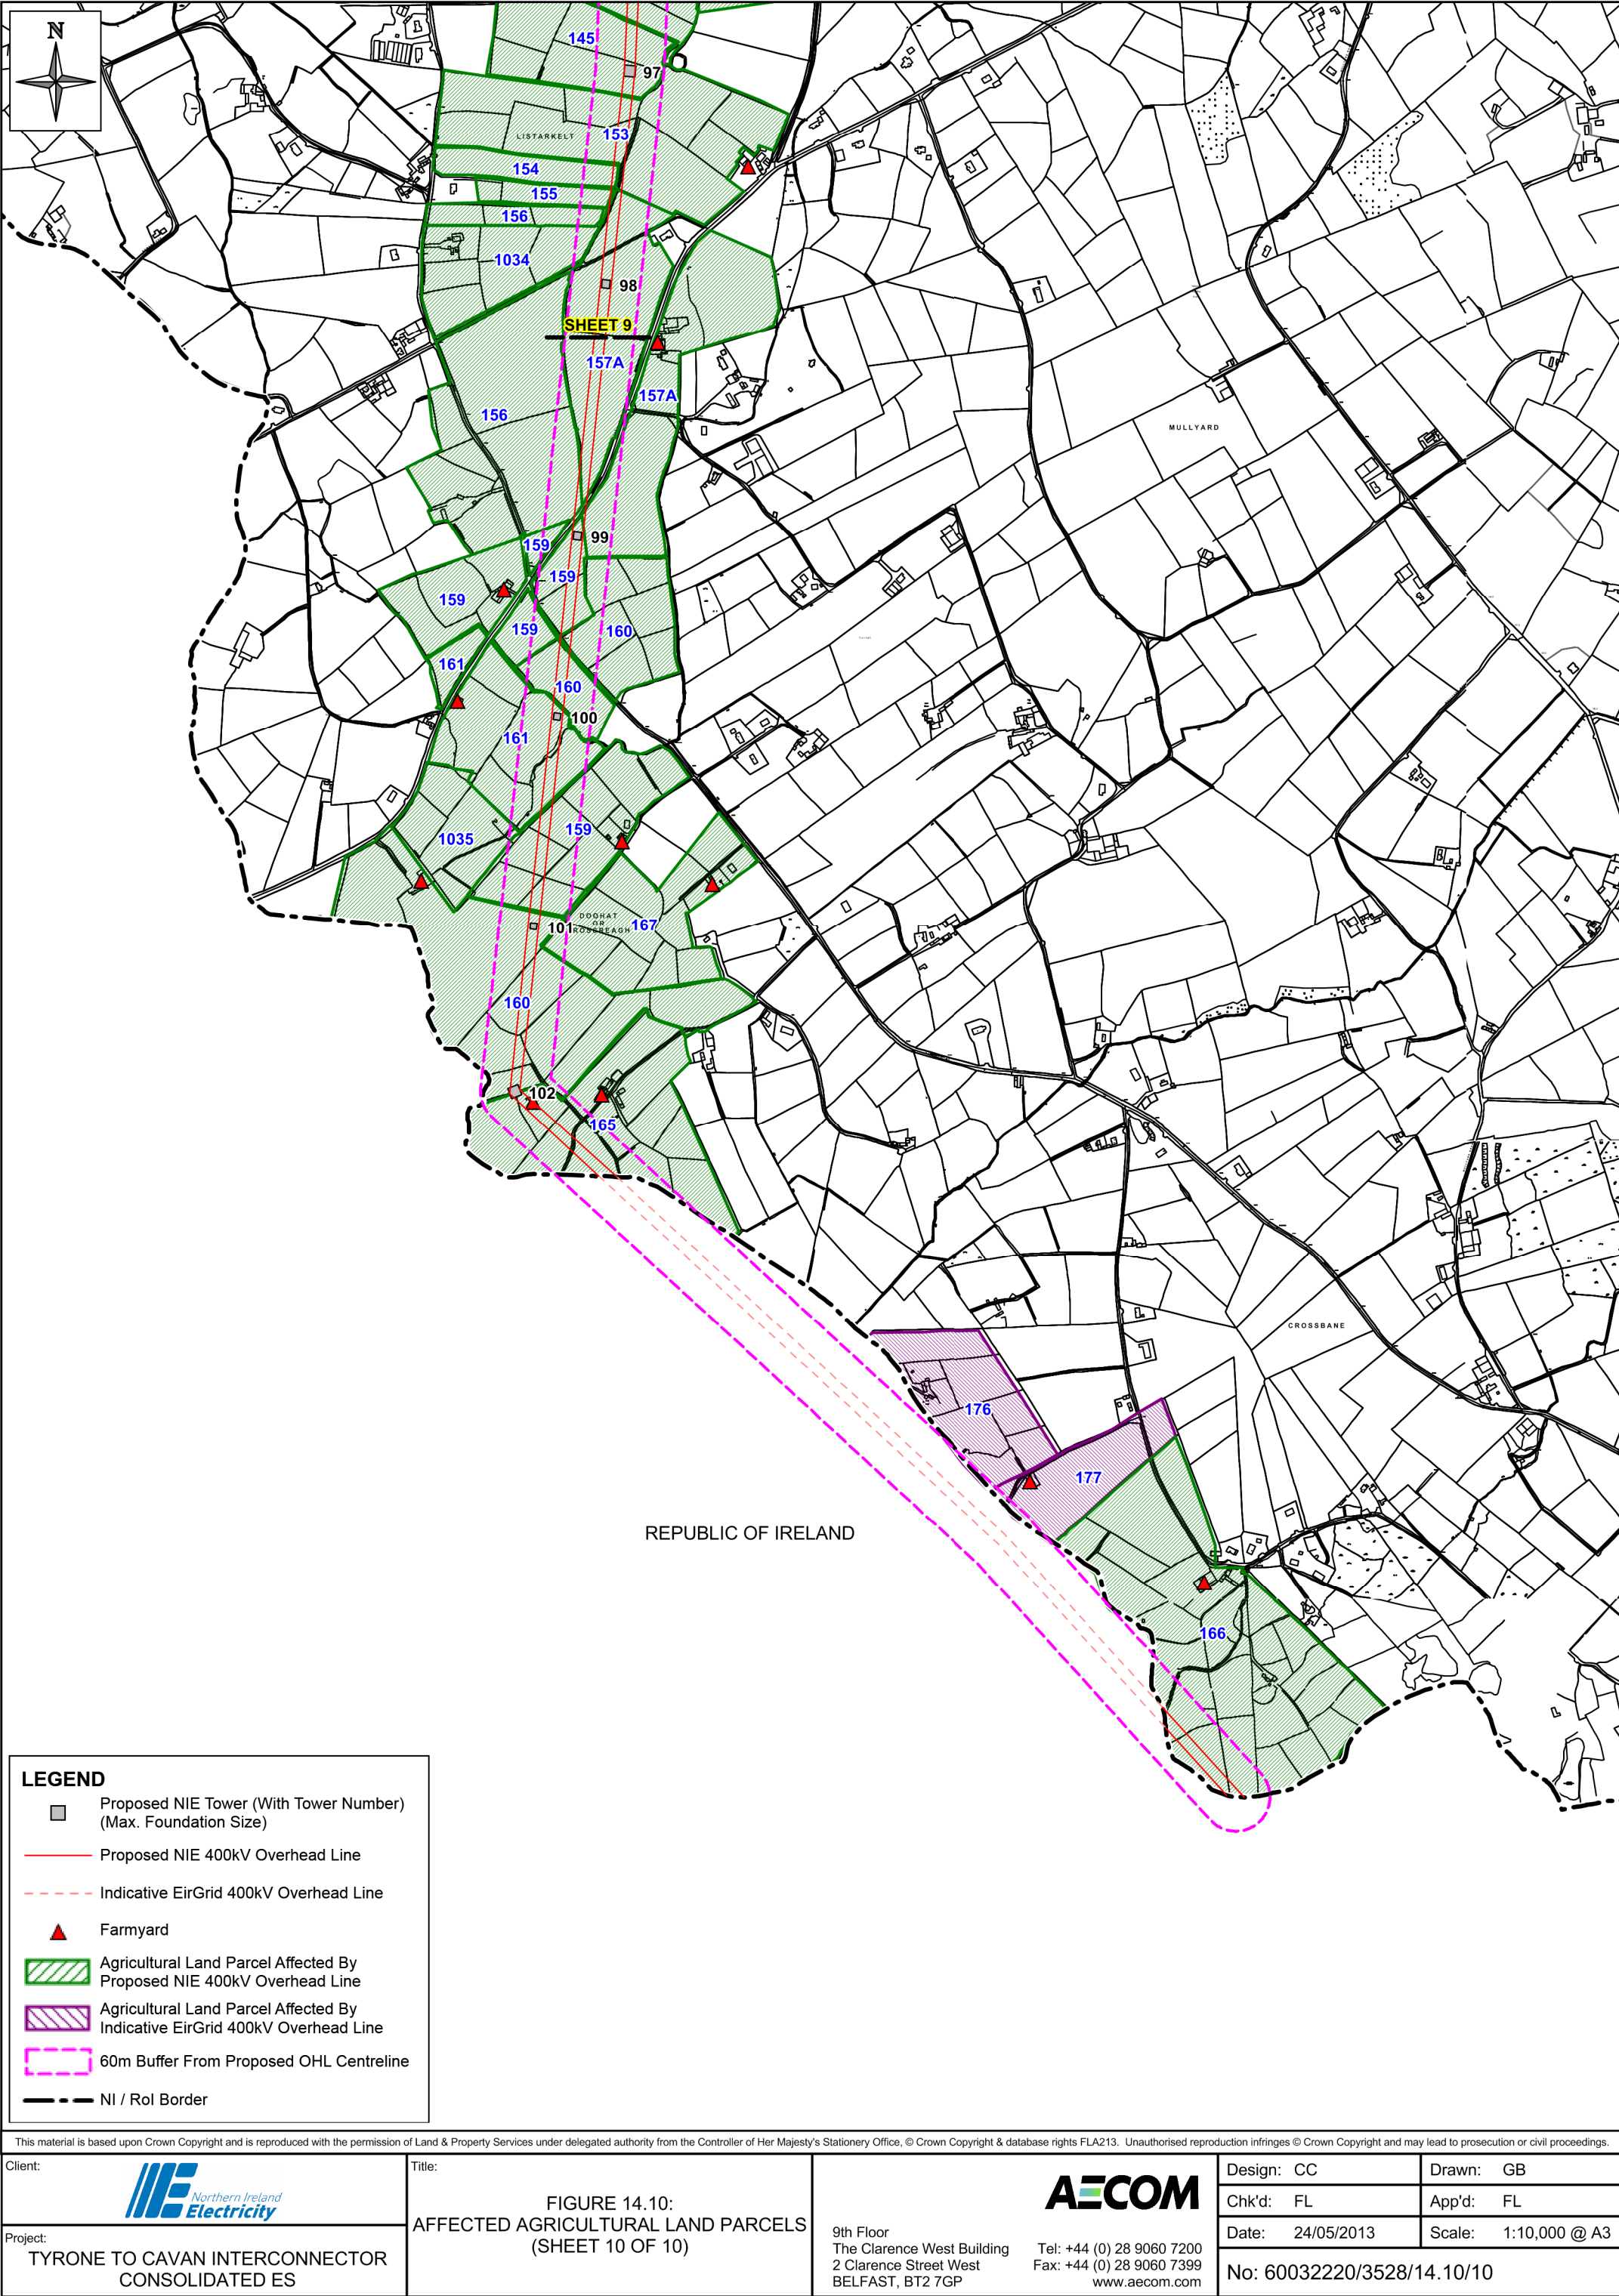 N
145
97
LISTARKELT
153
154
155
156
1034
98
SHEET 9
157A
157A
156
MULLYARD
99
159
159
159
159
160
161
160
100
161
1035
159
DOGHAT
OR
ROSSREAGH
101
167
160
102
165
CROSSBANE
176
177
REPUBLIC OF IRELAND
166
LEGEND
Proposed NIE Tower (With Tower Number)
(Max. Foundation Size)
Proposed NIE 400kV Overhead Line
Indicative EirGrid 400kV Overhead Line
Farmyard
Agricultural Land Parcel Affected By
Proposed NIE 400kV Overhead Line
Agricultural Land Parcel Affected By
Indicative EirGrid 400kV Overhead Line
60m Buffer From Proposed OHL Centreline
NI / RoI Border
This material is based upon Crown Copyright and is reproduced with the permission of Land & Property Services under delegated authority from the Controller of Her Majesty's Stationery Office, © Crown Copyright & database rights FLA213. Unauthorised reproduction infringes © Crown Copyright and may lead to prosecution or civil proceedings.
Client:
Northern Ireland
Electricity
Project:
TYRONE TO CAVAN INTERCONNECTOR
CONSOLIDATED ES
Title:
FIGURE 14.10:
AFFECTED AGRICULTURAL LAND PARCELS
(SHEET 10 OF 10)
AECOM
9th Floor
The Clarence West Building
2 Clarence Street West
BELFAST, BT2 7GP
Tel: +44 (0) 28 9060 7200
Fax: +44 (0) 28 9060 7399
www.aecom.com
Design: CC
Drawn: GB
Chk'd: FL
App'd: FL
Date: 24/05/2013
Scale: 1:10,000 @ A3
No: 60032220/3528/14.10/10